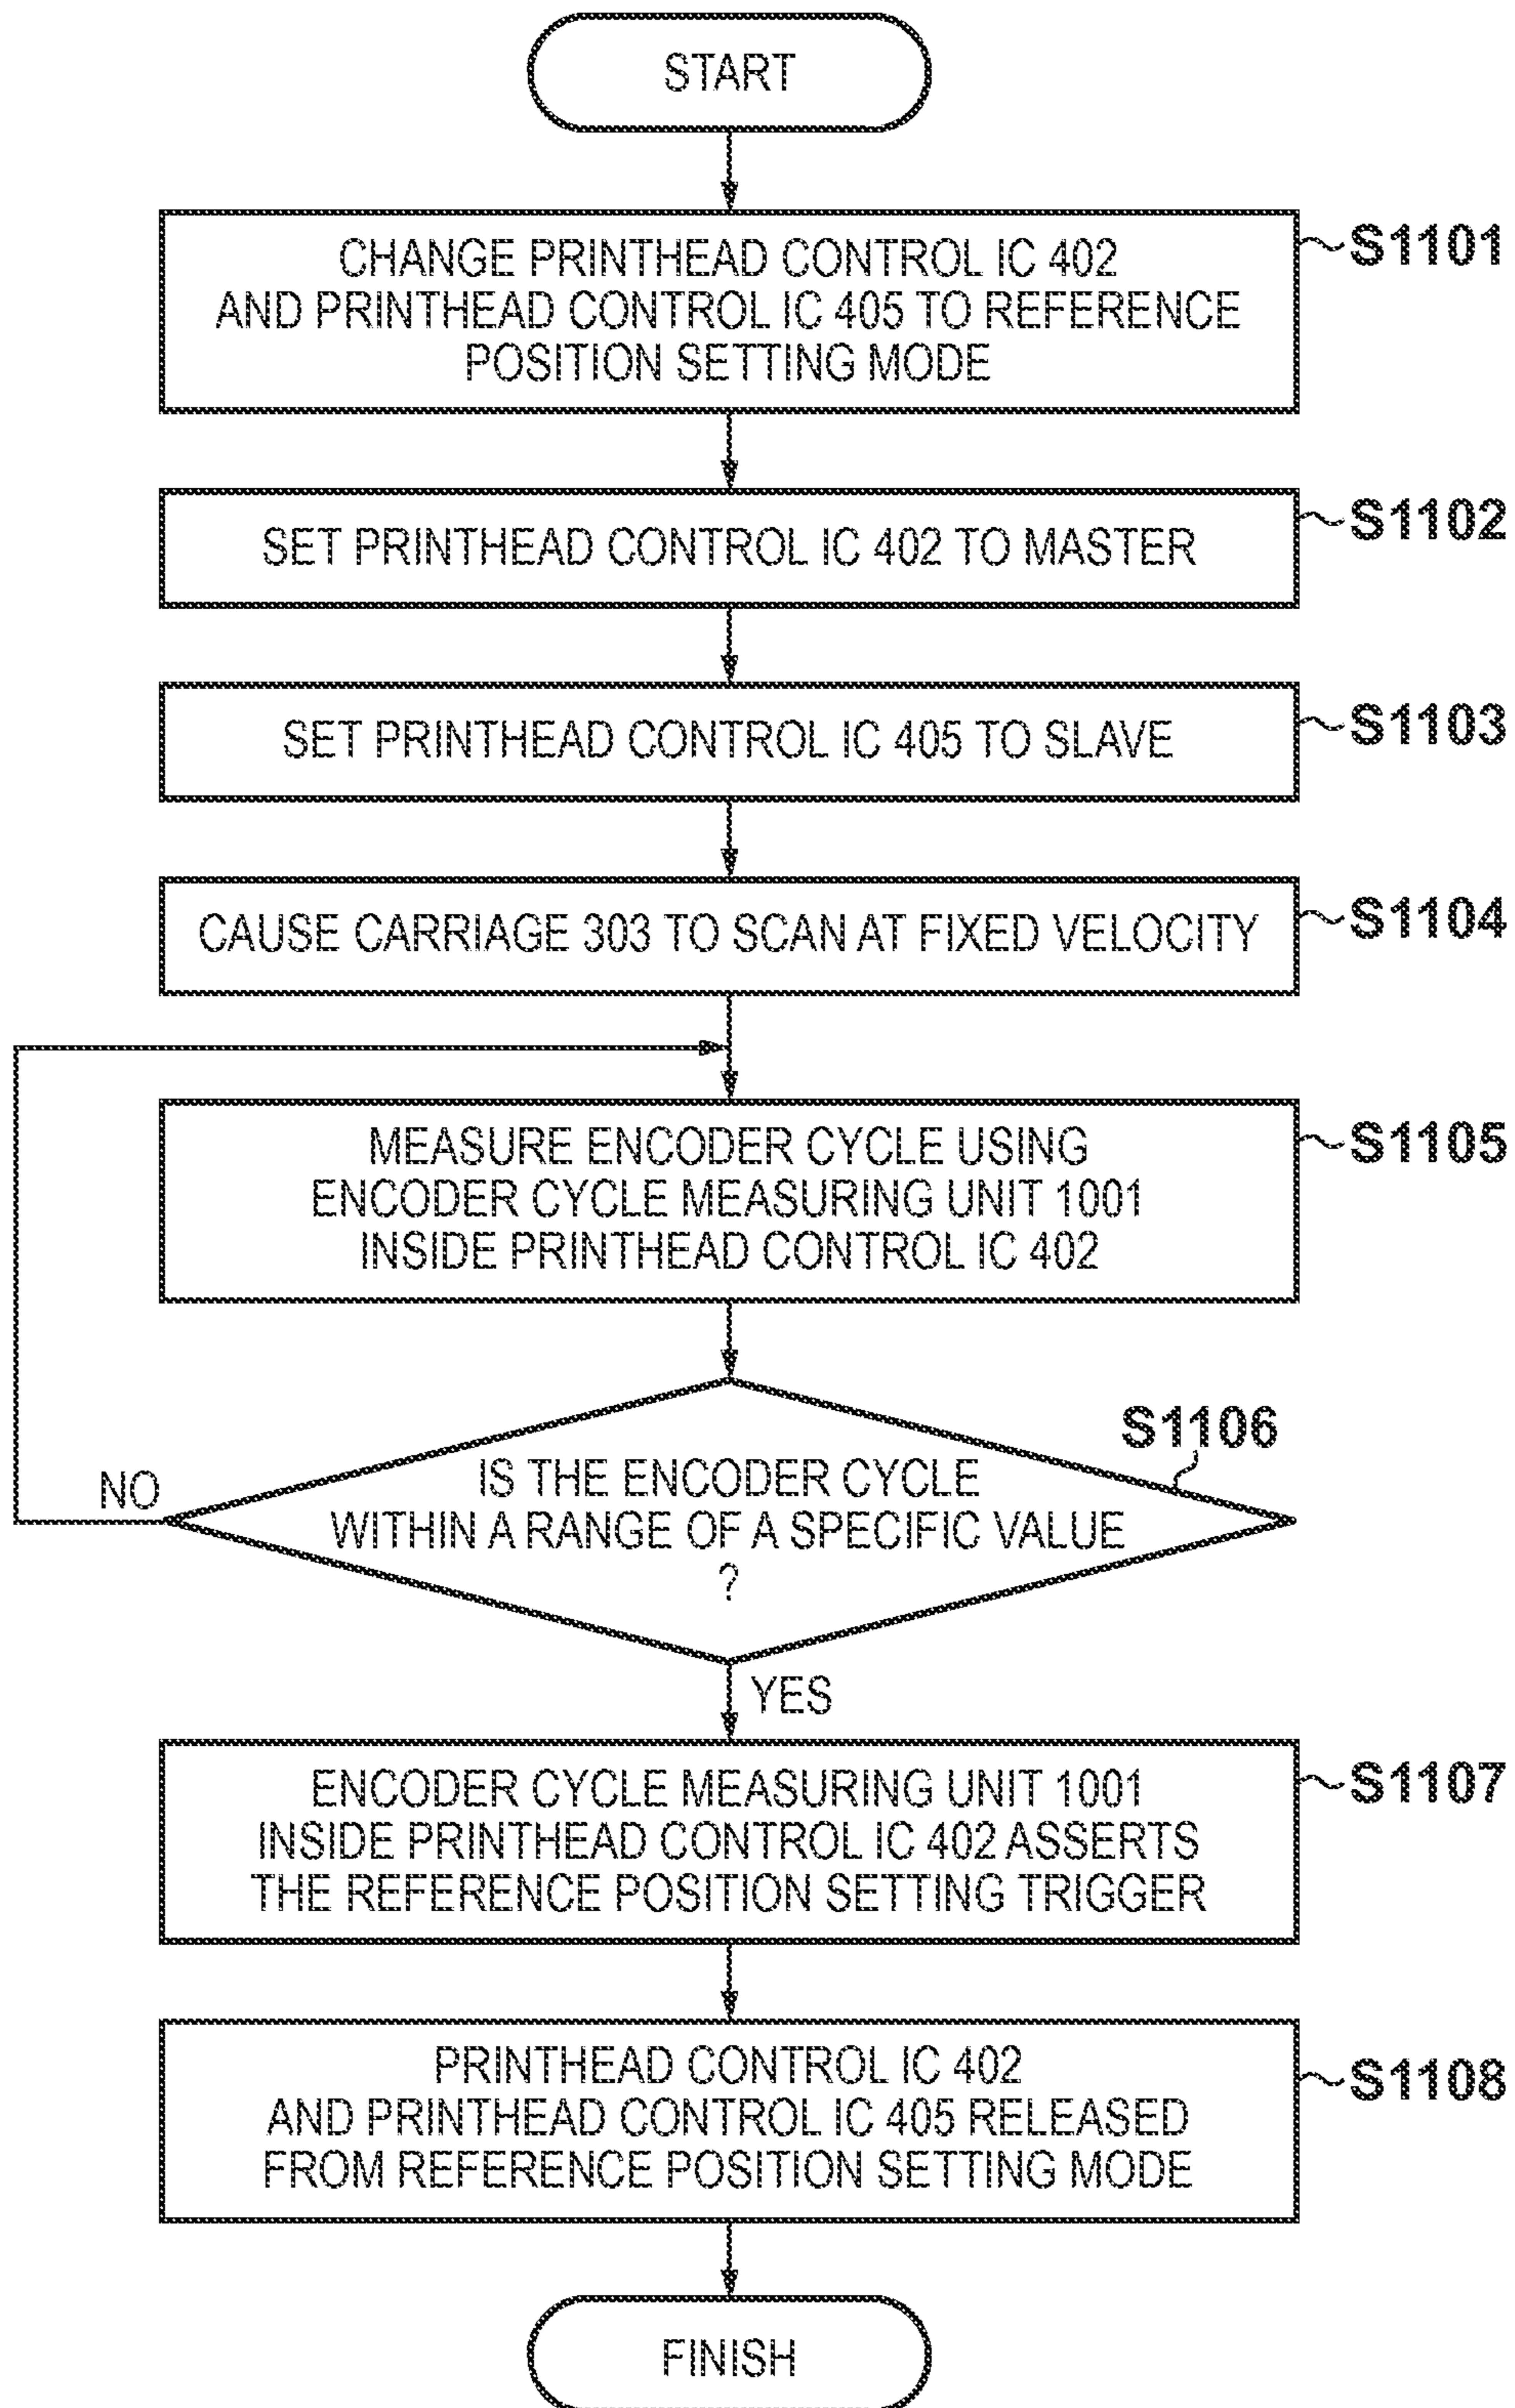 START
CHANGE PRINTHEAD CONTROL IC 402
AND PRINTHEAD CONTROL IC 405 TO REFERENCE
POSITION SETTING MODE
S1101
SET PRINTHEAD CONTROL IC 402 TO MASTER
S1102
SET PRINTHEAD CONTROL IC 405 TO SLAVE
S1103
CAUSE CARRIAGE 303 TO SCAN AT FIXED VELOCITY
S1104
MEASURE ENCODER CYCLE USING
ENCODER CYCLE MEASURING UNIT 1001
INSIDE PRINTHEAD CONTROL IC 402
S1105
S1106
NO
IS THE ENCODER CYCLE
WITHIN A RANGE OF A SPECIFIC VALUE
?
YES
ENCODER CYCLE MEASURING UNIT 1001
INSIDE PRINTHEAD CONTROL IC 402 ASSERTS
THE REFERENCE POSITION SETTING TRIGGER
S1107
PRINTHEAD CONTROL IC 402
AND PRINTHEAD CONTROL IC 405 RELEASED
FROM REFERENCE POSITION SETTING MODE
S1108
FINISH